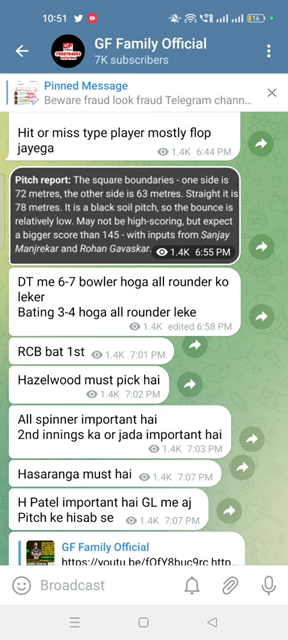 10:51
16
GF Family Official
7K subscribers
Pinned Message
Beware fraud look fraud Telegram chann...
Hit or miss type player mostly flop
jayega
1.4K 6:44 PM
Pitch report: The square boundaries - one side is
72 metres, the other side is 63 metres. Straight it is
78 metres. It is a black soil pitch, so the bounce is
relatively low. May not be high-scoring, but expect
a bigger score than 145 - with inputs from Sanjay
Manjrekar and Rohan Gavaskar.
1.4K 6:55 PM
DT me 6-7 bowler hoga all rounder ko
leker
Bating 3-4 hoga all rounder leke
1.4K edited 6:58 PM
RCB bat 1st 1.4K 7:01 PM
Hazelwood must pick hai
1.4K 7:02 PM
All spinner important hai
2nd innings ka or jada important hai
1.4K 7:03 PM
Hasaranga must hai 1.4K 7:07 PM
H Patel important hai GL me aj
Pitch ke hisab se 1.4K 7:07 PM
GF Family Official
https://youtu.be/fOfY8buc9rc http...
Broadcast